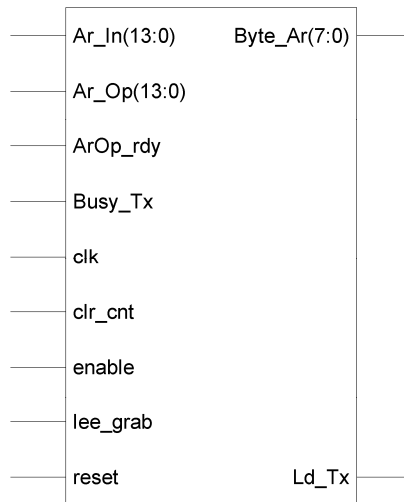 Ar_In(13:0) Byte_Ar(7:0)
Ar_Op(13:0)
ArOp_rdy
Busy_Tx
clk
clr_cnt
enable
lee_grab
reset Ld_Tx